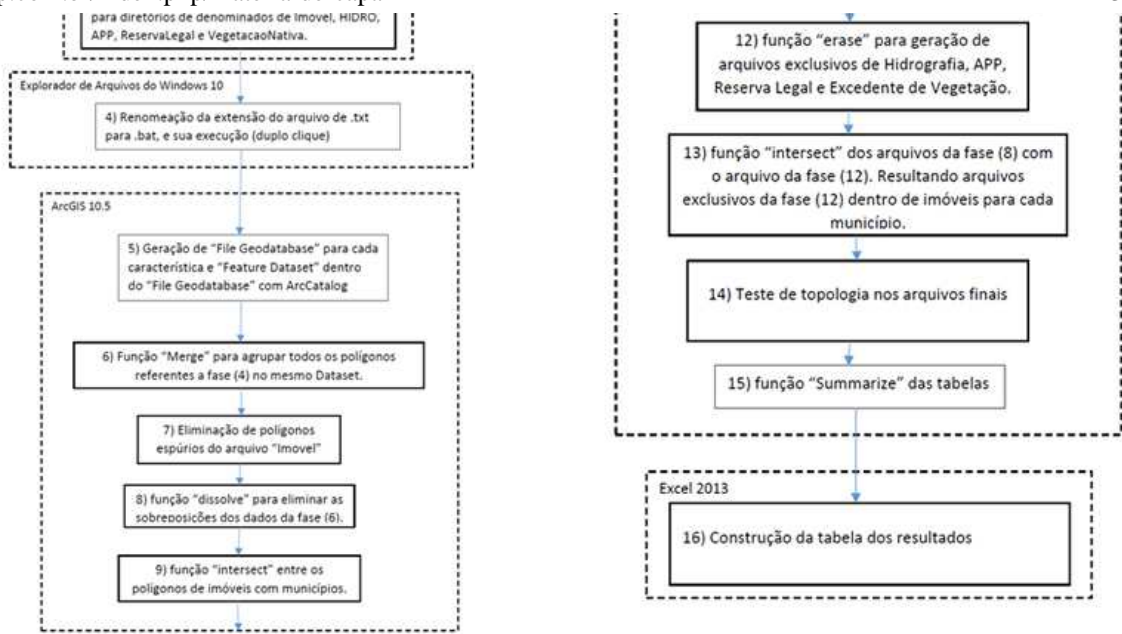 para diretórios de denominados de Imovel, HIDRO,
APP, ReservaLegal e VegetacaoNativa.
Explorador de Arquivos do Windows 10
4) Renomeação da extensão do arquivo de .txt
para .bat, e sua execução (duplo clique)
ArcGIS 10.5
5) Geração de “File Geodatabase” para cada
característica e “Feature Dataset” dentro
do “File Geodatabase” com ArcCatalog
6) Função “Merge” para agrupar todos os polígonos
referentes a fase (4) no mesmo Dataset.
7) Eliminação de polígonos
espúrios do arquivo “Imovel”
8) função “dissolve” para eliminar as
sobreposições dos dados da fase (6).
9) função “intersect” entre os
polígonos de imóveis com municípios.
12) função “erase” para geração de
arquivos exclusivos de Hidrografia, APP,
Reserva Legal e Excedente de Vegetação.
13) função “intersect” dos arquivos da fase (8) com
o arquivo da fase (12). Resultando arquivos
exclusivos da fase (12) dentro de imóveis para cada
município.
14) Teste de topologia nos arquivos finais
15) função “Summarize” das tabelas
Excel 2013
16) Construção da tabela dos resultados